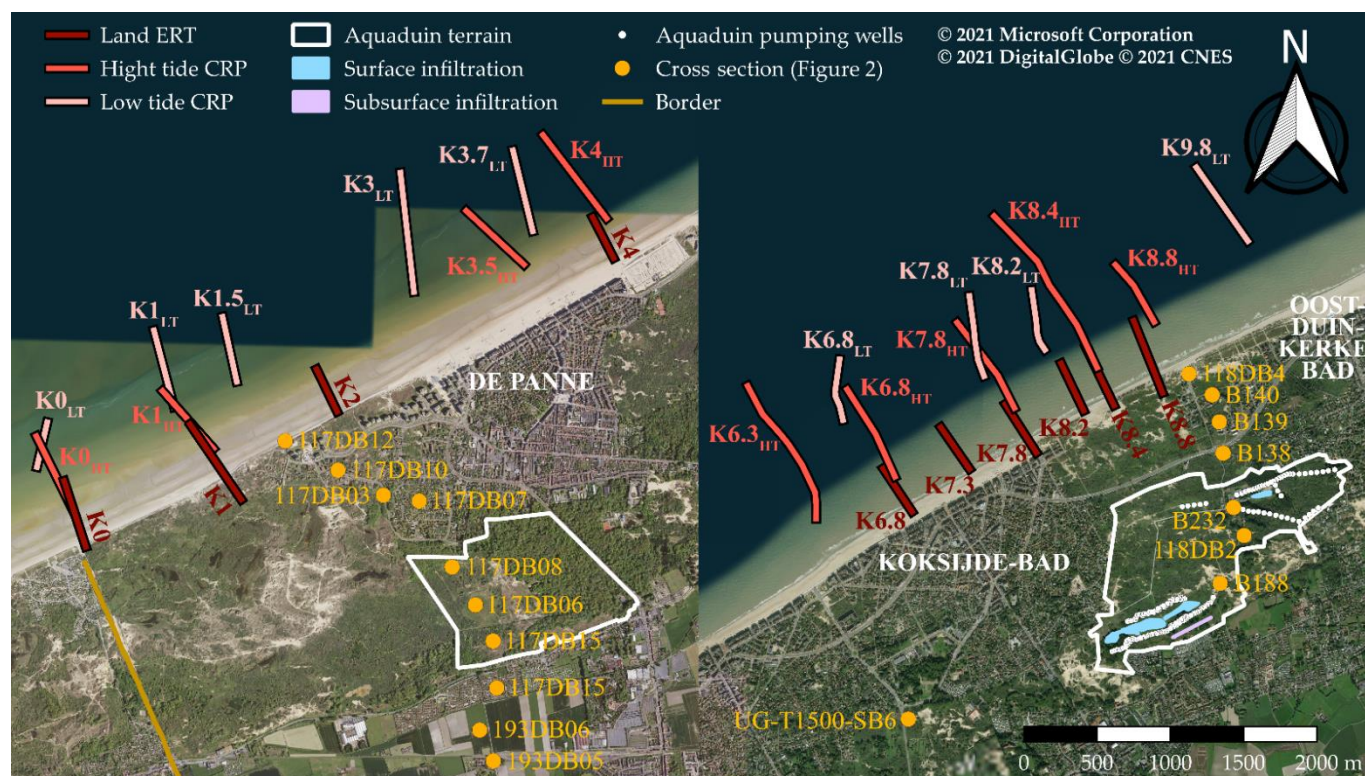 Land ERT
Hight tide CRP
Low tide CRP
Aquaduin terrain
Surface infiltration
Subsurface infiltration
Aquaduin pumping wells
Cross section (Figure 2)
Border
© 2021 Microsoft Corporation
© 2021 DigitalGlobe © 2021 CNES
N
K0LT
K0HT
K0
K1LT
K1HT
K1
K1.5LT
K2
K3LT
K3.5HT
K3.7LT
K4HT
K4
DE PANNE
117DB12
117DB10
117DB03
117DB07
117DB08
117DB06
117DB15
117DB15
193DB06
193DB05
K6.3HT
K6.8LT
K6.8HT
K6.8
K7.3
K7.8LT
K7.8HT
K7.8
K8.2LT
K8.2
K8.4HT
K8.4
K8.8HT
K8.8
K9.8LT
OOST-
DUIN-
KERKE
BAD
KOKSIJDE-BAD
118DB4
B140
B139
B138
B232
118DB2
B188
UG-T1500-SB6
0 500 1000 1500 2000 m